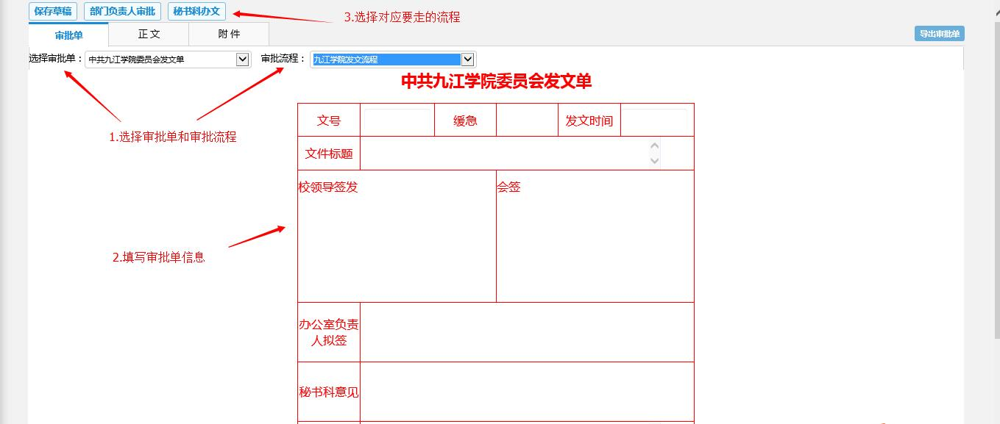 保存草稿 部门负责人审批 秘书科办文
3.选择对应要走的流程
审批单 正文 附件
导出审批单
选择审批单： 中共九江学院委员会发文单 审批流程： 九江学院发文流程
中共九江学院委员会发文单
文号 缓急 发文时间
1.选择审批单和审批流程
文件标题
校领导签发 会签
2.填写审批单信息
办公室负责
人拟签
秘书科意见